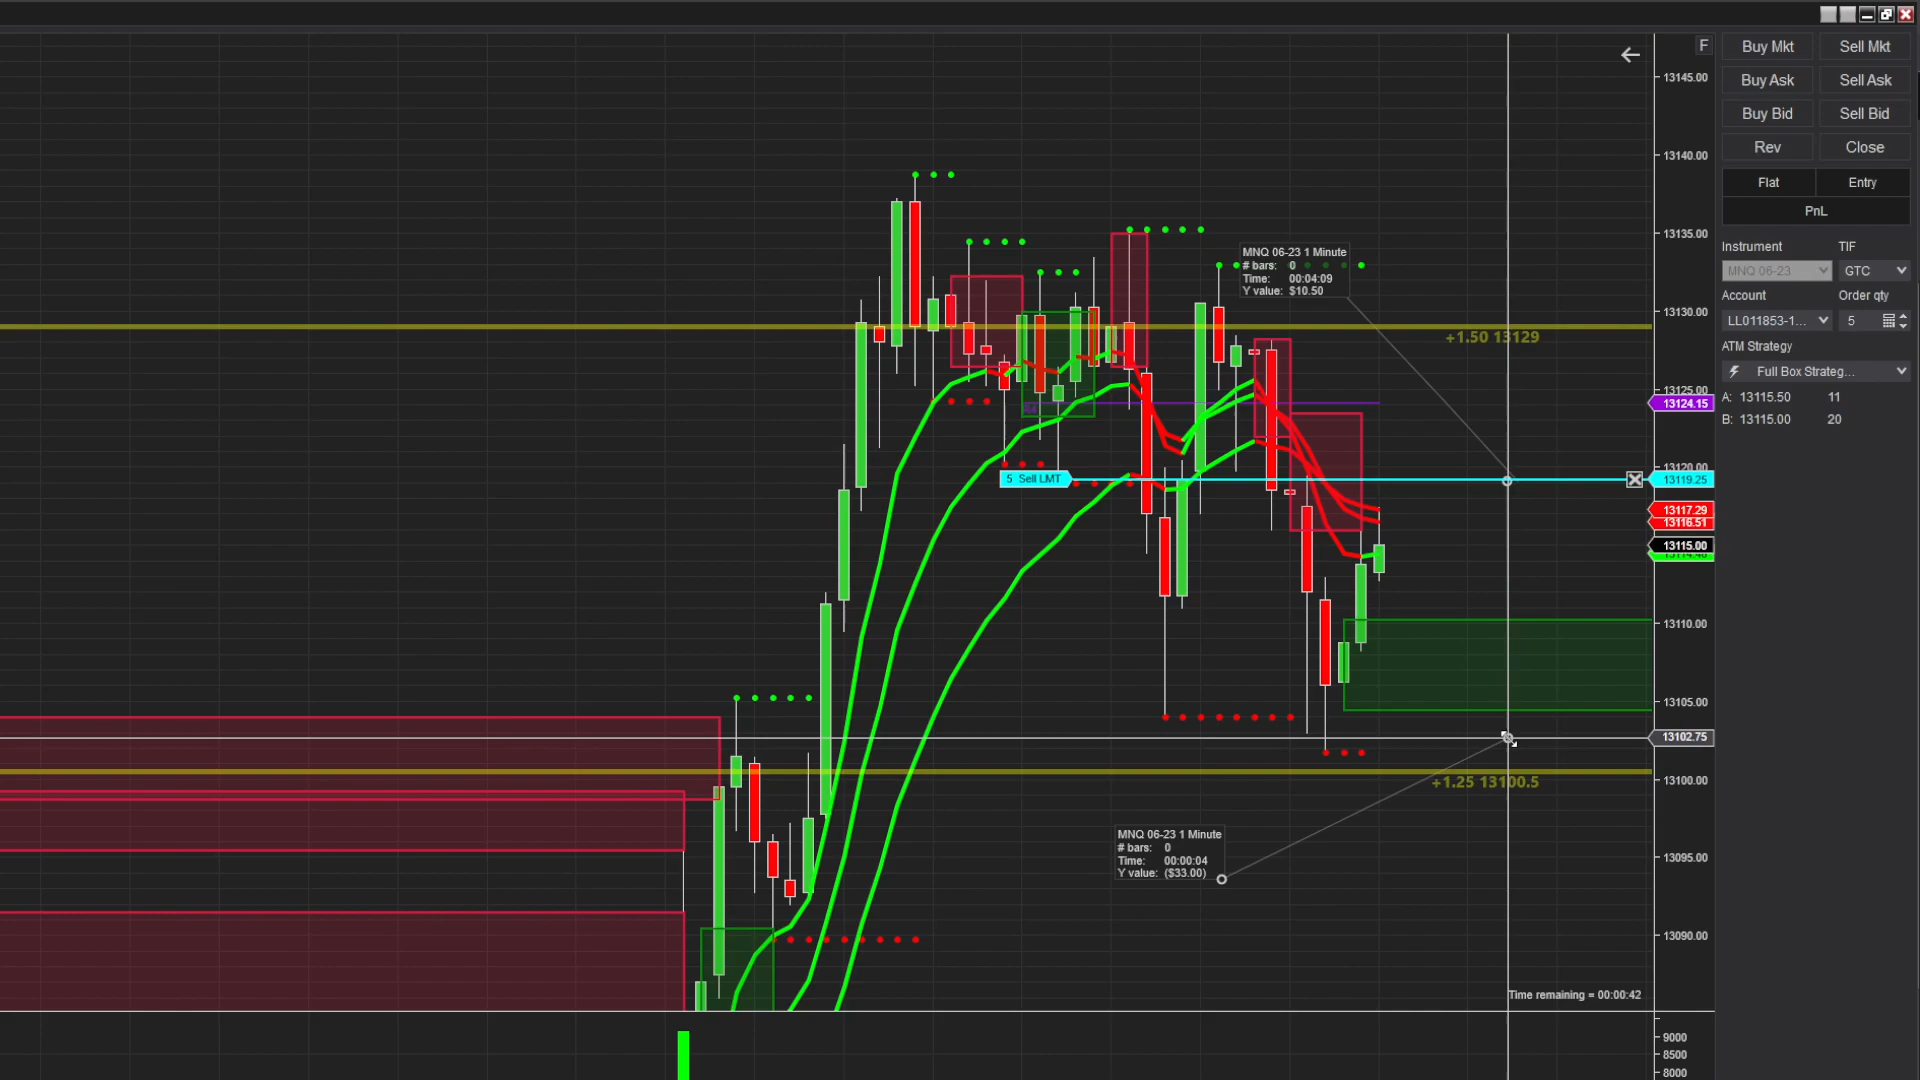 F
Buy Mkt
Sell Mkt
Buy Ask
Sell Ask
Buy Bid
Sell Bid
Rev
Close
Flat
Entry
PnL
Instrument
TIF
MNQ 06-23
GTC
Account
Order qty
LL011853-1...
5
ATM Strategy
Full Box Strateg...
A: 13115.50 11
B: 13115.00 20
13145.00
13140.00
13135.00
13130.00
13125.00
13124.15
13120.00
13119.25
13117.29
13116.51
13115.00
13110.00
13105.00
13102.75
13100.00
13095.00
13090.00
9000
8500
8000
MNQ 06-23 1 Minute
# bars: 0
Time: 00:04:09
Y value: $10.50
+1.50 13129
5 Sell LMT
+1.25 13100.5
MNQ 06-23 1 Minute
# bars: 0
Time: 00:00:04
Y value: ($33.00)
Time remaining = 00:00:42